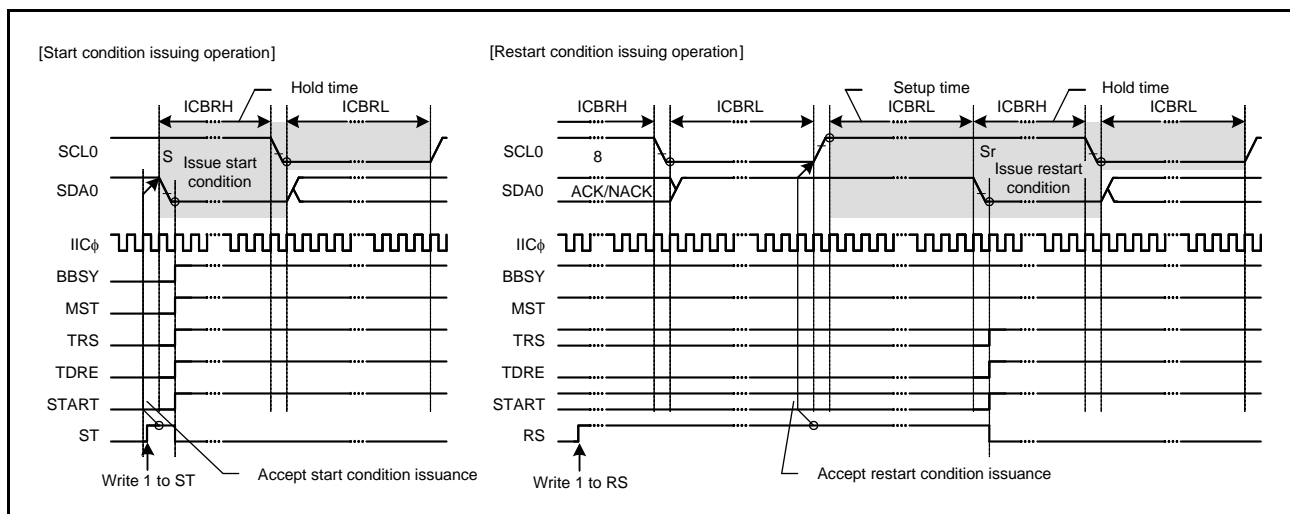 [Start condition issuing operation]
Hold time
ICBRH
ICBRL
SCL0
S
Issue start
condition
SDA0
IICφ
BBSY
MST
TRS
TDRE
START
ST
Accept start condition issuance
Write 1 to ST
[Restart condition issuing operation]
Setup time
Hold time
ICBRH
ICBRL
ICBRL
ICBRH
ICBRL
SCL0
8
Sr
Issue restart
condition
SDA0
ACK/NACK
IICφ
BBSY
MST
TRS
TDRE
START
RS
Accept restart condition issuance
Write 1 to RS